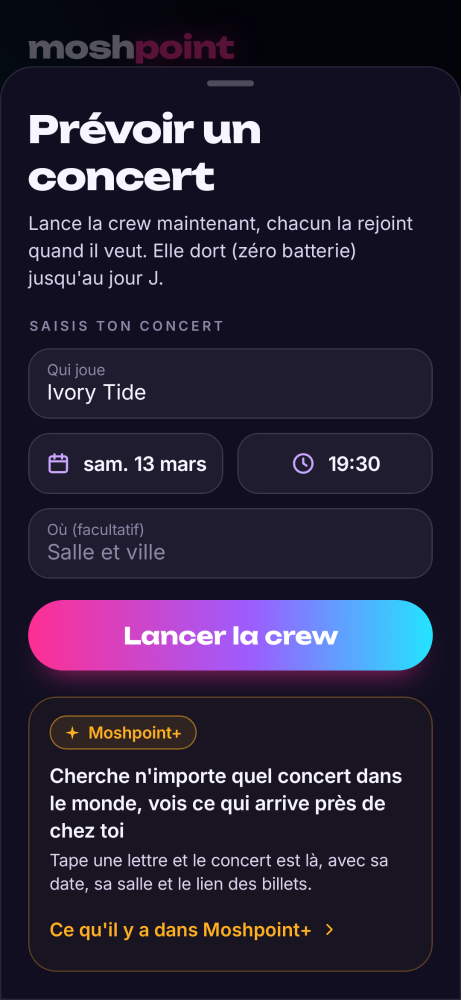 moshpoint
Prévoir un
concert
Lance la crew maintenant, chacun la rejoint
quand il veut. Elle dort (zéro batterie)
jusqu'au jour J.
SAISIS TON CONCERT
Qui joue
Ivory Tide
sam. 13 mars
19:30
Où (facultatif)
Salle et ville
Lancer la crew
Moshpoint+
Cherche n'importe quel concert dans
le monde, vois ce qui arrive près de
chez toi
Tape une lettre et le concert est là, avec sa
date, sa salle et le lien des billets.
Ce qu'il y a dans Moshpoint+